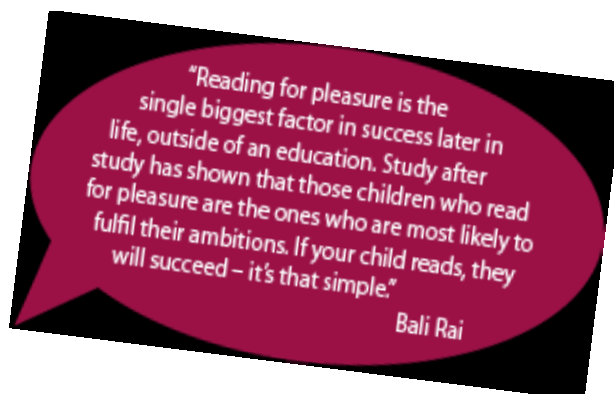 “Reading for pleasure is the
single biggest factor in success later in
life, outside of an education. Study after
study has shown that those children who read
for pleasure are the ones who are most likely to
fulfil their ambitions. If your child reads, they
will succeed – it’s that simple.”
Bali Rai